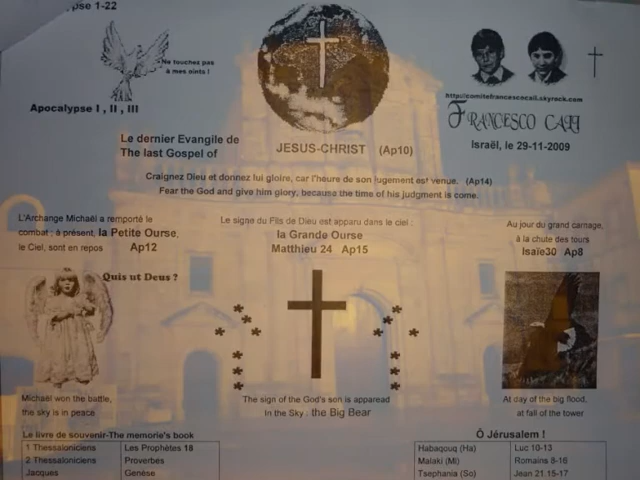 pse 1-22
Ne touchez pas
à mes oints !
Apocalypse I , II , III
http://comitefrancescocali.skyrock.com
FRANCESCO CALI
Israël, le 29-11-2009
Le dernier Evangile de
The last Gospel of
JESUS-CHRIST (Ap10)
Craignez Dieu et donnez lui gloire, car l'heure de son jugement est venue. (Ap14)
Fear the God and give him glory, because the time of his judgment is come.
L'Archange Michaël a remporté le
combat ; à présent, la Petite Ourse,
le Ciel, sont en repos Ap12
Le signe du Fils de Dieu est apparu dans le ciel :
la Grande Ourse
Matthieu 24 Ap15
Au jour du grand carnage,
à la chute des tours
Isaïe30 Ap8
Quis ut Deus ?
Michaël won the battle,
the sky is in peace
The sign of the God's son is apparead
In the Sky : the Big Bear
At day of the big flood,
at fall of the tower
Le livre de souvenir-The memorie's book
1 Thessaloniciens Les Prophètes 18
2 Thessaloniciens Proverbes
Jacques Genèse
Ô Jérusalem !
Habaqouq (Ha) Luc 10-13
Malaki (Ml) Romains 8-16
Tsephania (So) Jean 21.15-17